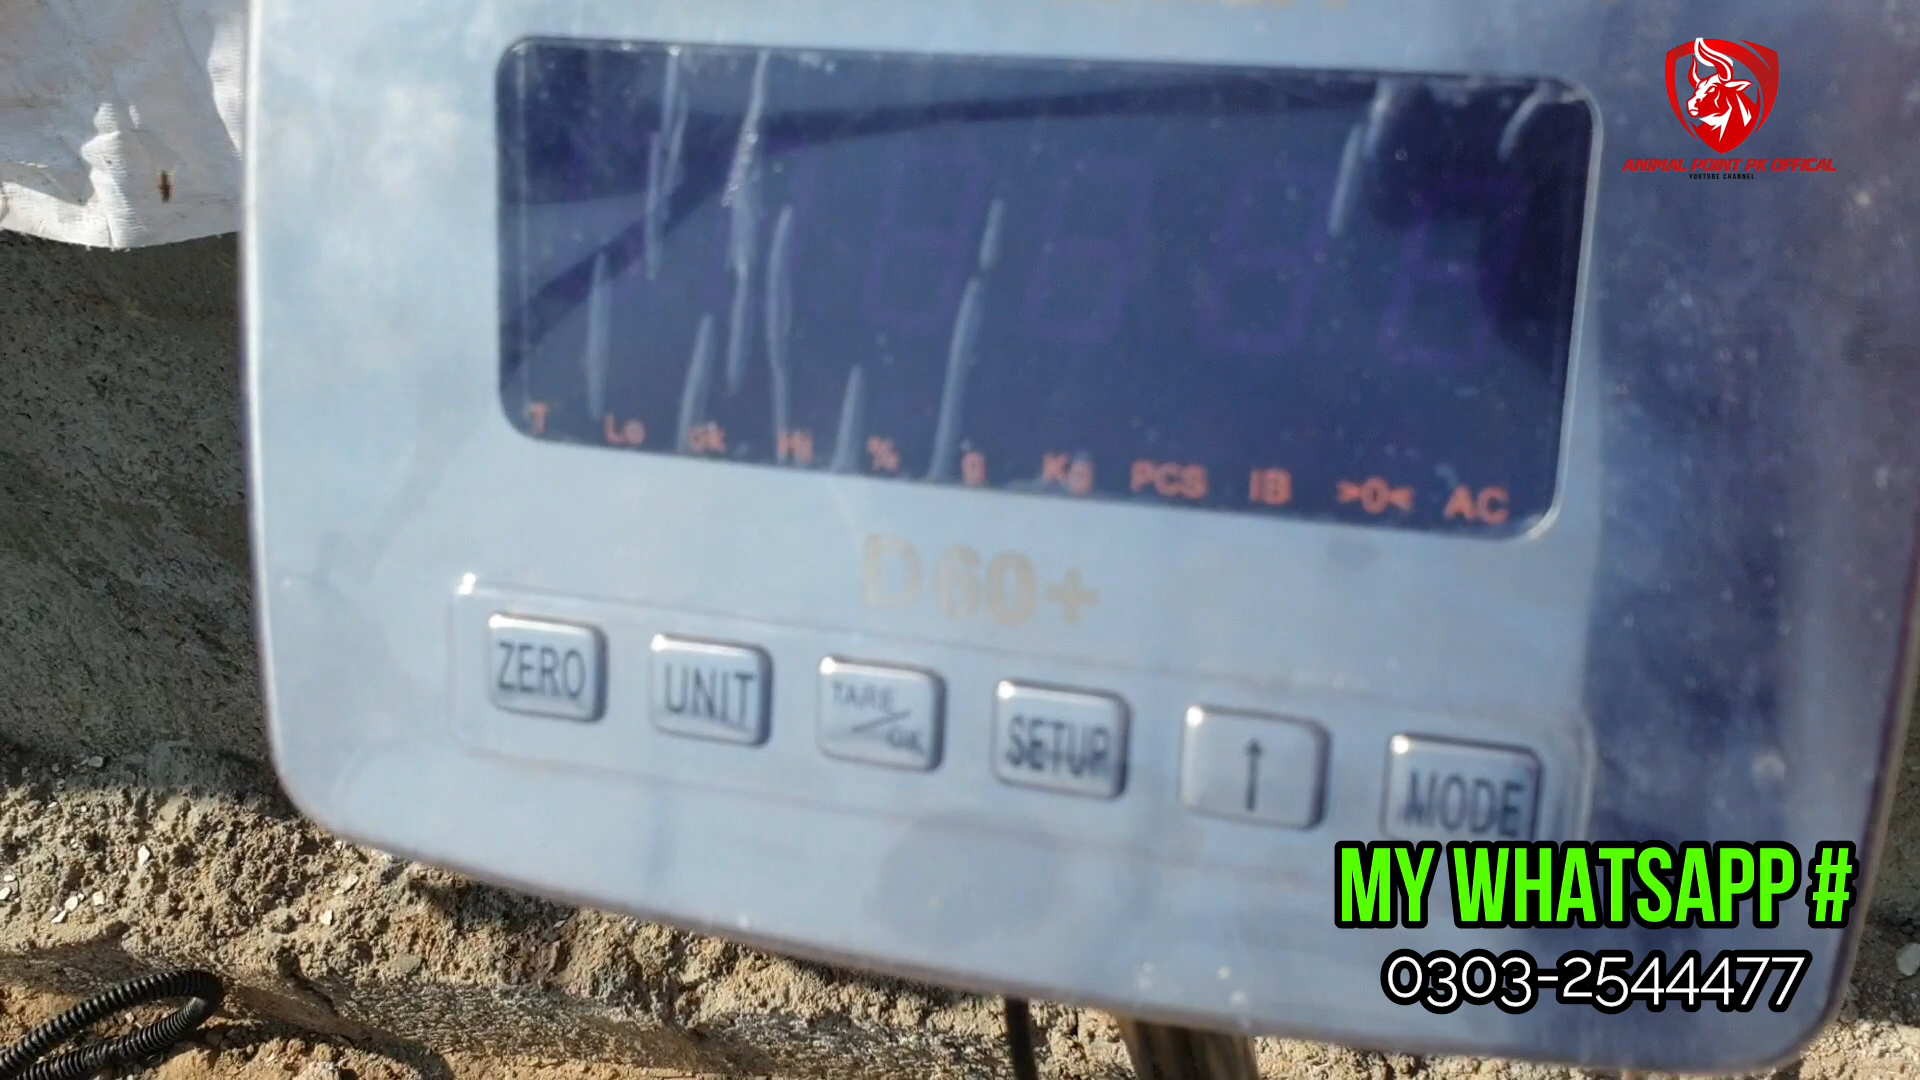 ANIMAL POINT PK OFFICAL
YOUTUBE CHANNEL
T Lo ok Hi % g Kg PCS IB >0< AC
D60+
ZERO UNIT TARE/OK SETUP ↑ MODE
MY WHATSAPP #
0303-2544477